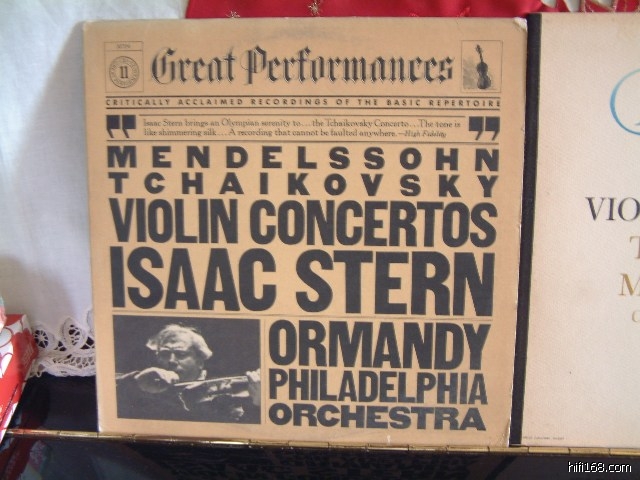 11
Great Performances
CRITICALLY ACCLAIMED RECORDINGS OF THE BASIC REPERTOIRE
Isaac Stern brings an Olympian serenity to....the Tchaikovsky Concerto....The tone is
like shimmering silk....A recording that cannot be faulted anywhere.—High Fidelity
MENDELSSOHN
TCHAIKOVSKY
VIOLIN CONCERTOS
ISAAC STERN
ORMANDY
PHILADELPHIA
ORCHESTRA
VIO
T
M
hifi168.com